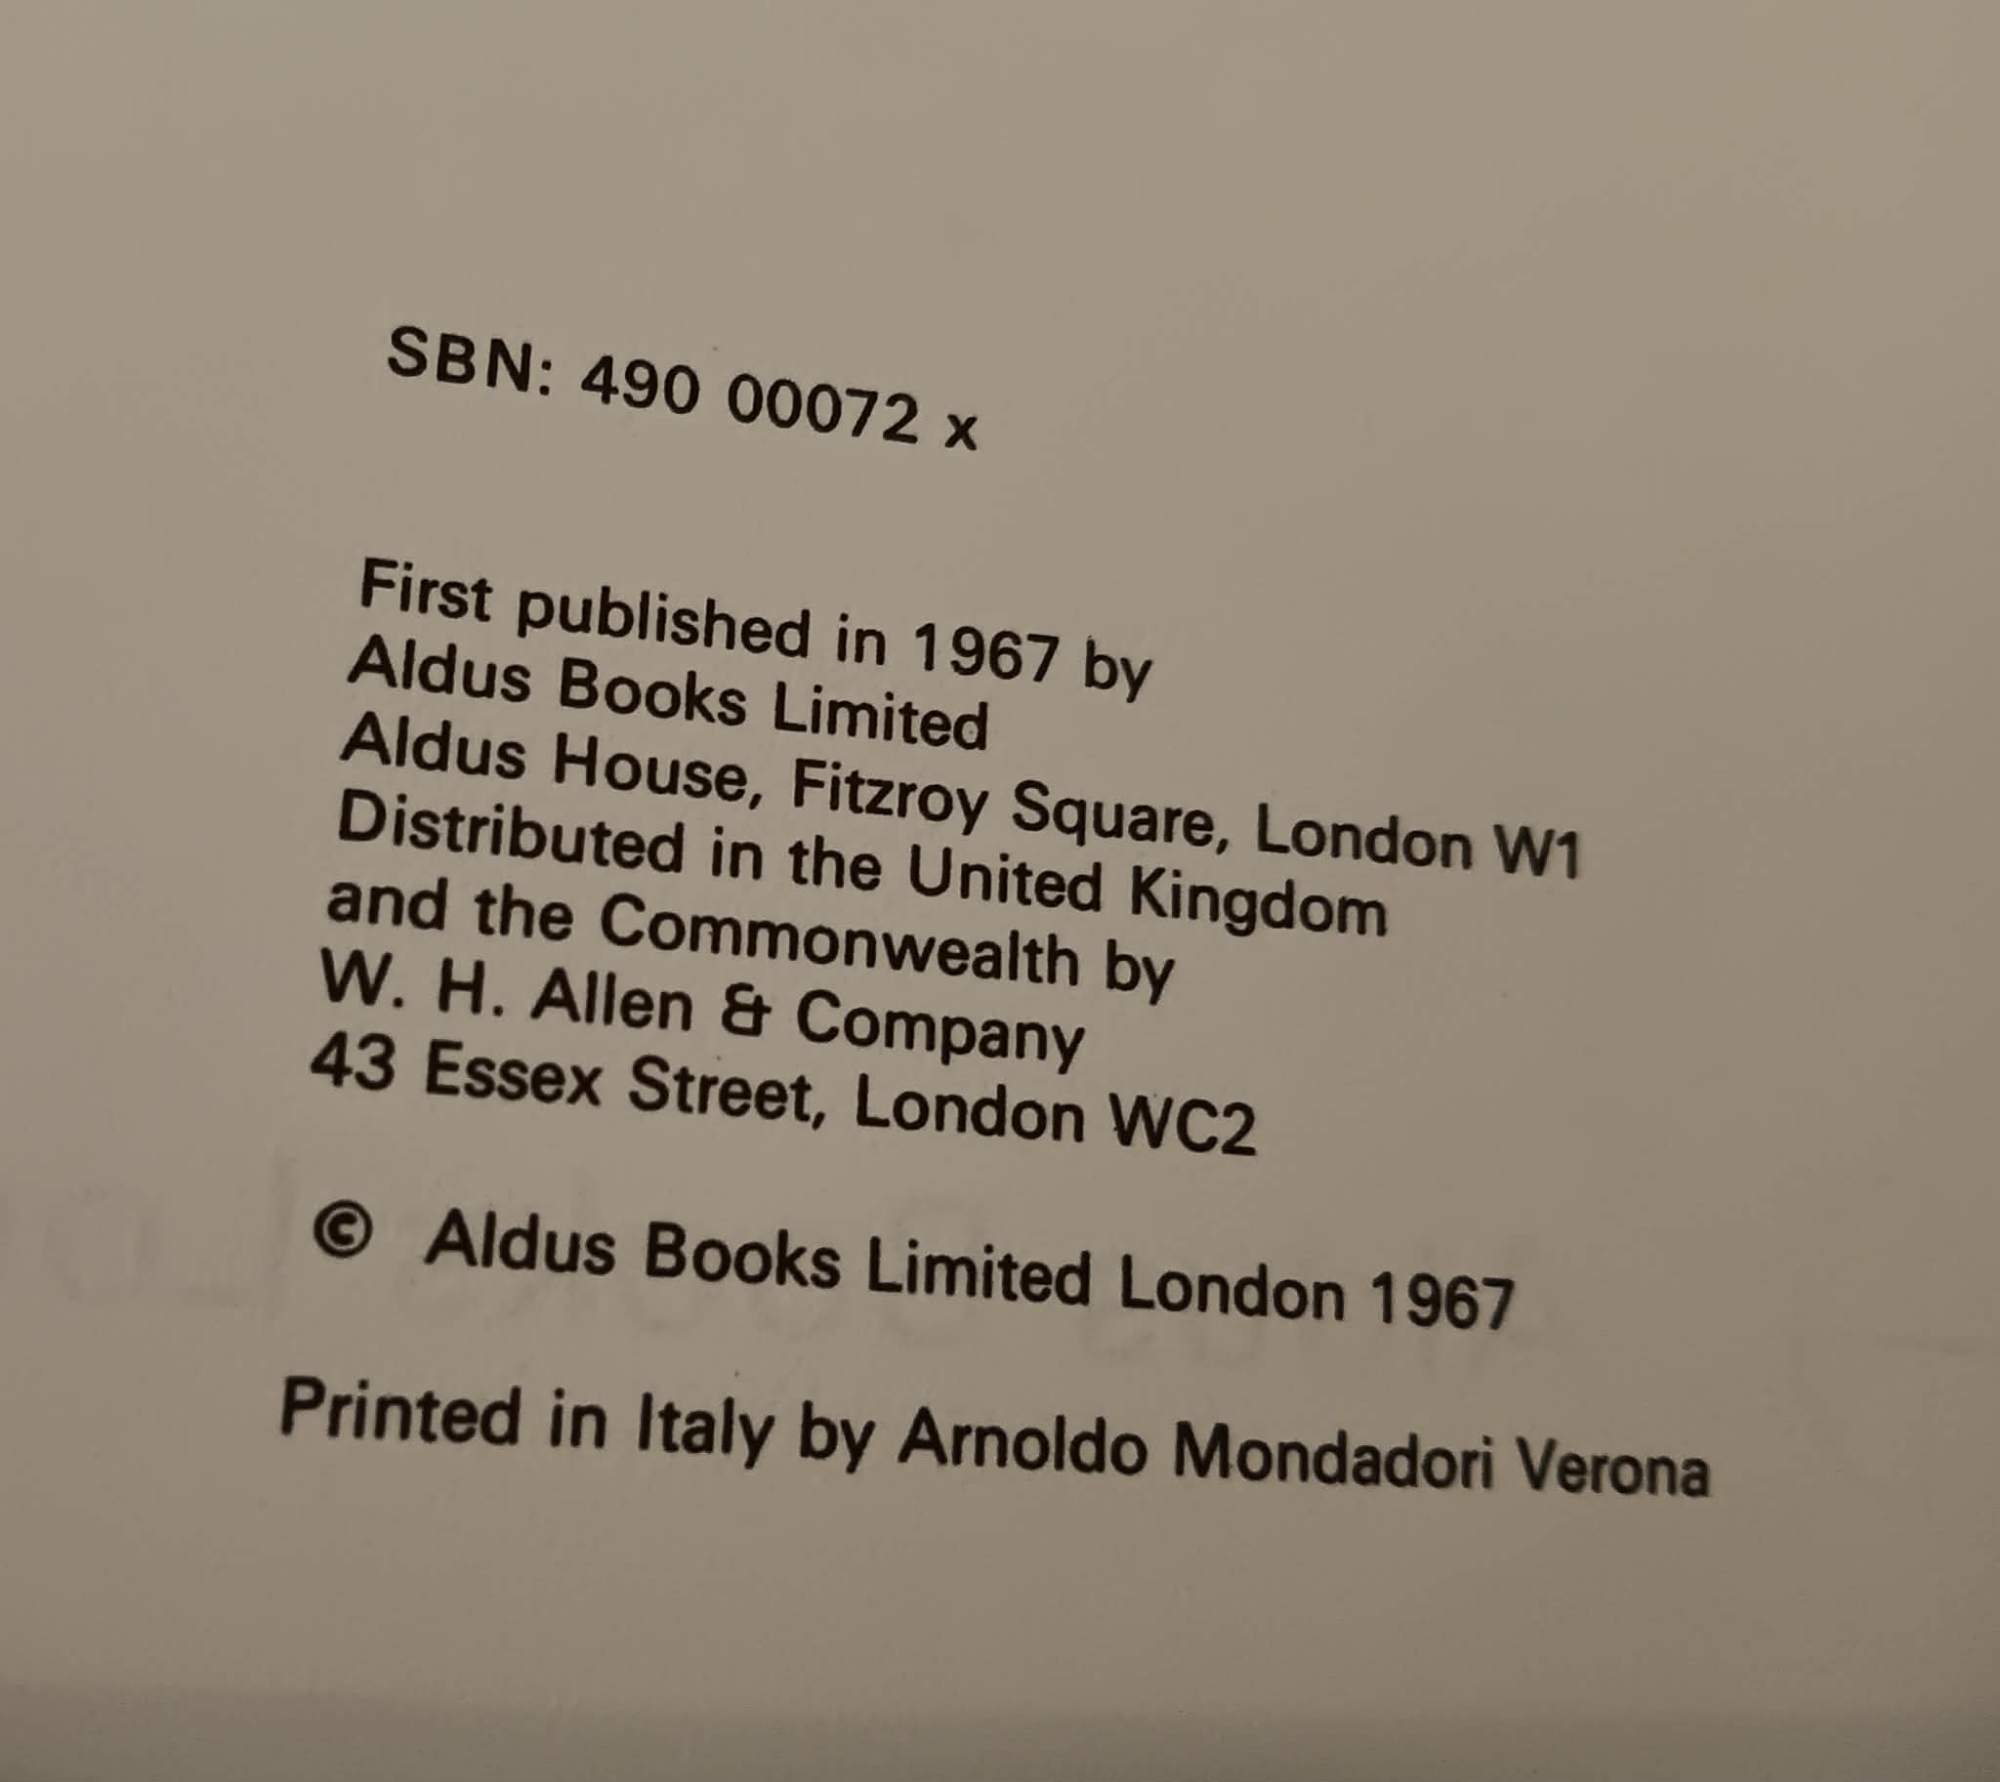 SBN: 490 00072 x
First published in 1967 by
Aldus Books Limited
Aldus House, Fitzroy Square, London W1
Distributed in the United Kingdom
and the Commonwealth by
W. H. Allen & Company
43 Essex Street, London WC2
© Aldus Books Limited London 1967
Printed in Italy by Arnoldo Mondadori Verona